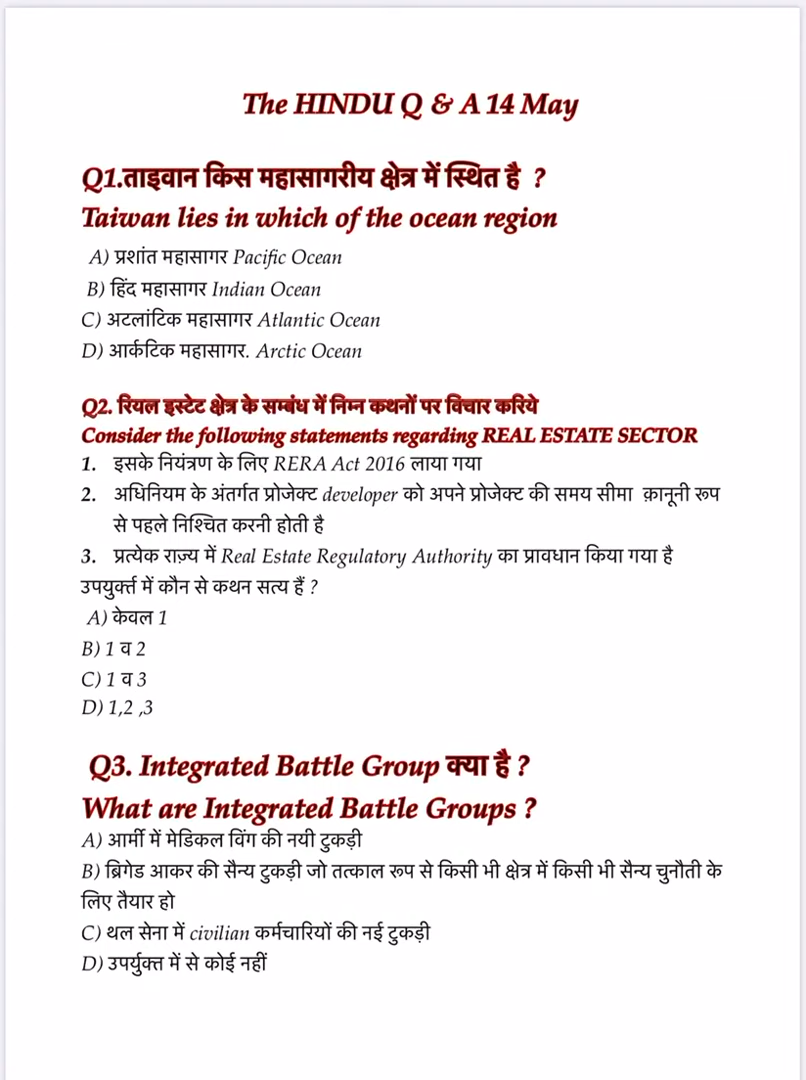 The HINDU Q & A 14 May
Q1.ताइवान किस महासागरीय क्षेत्र में स्थित है ?
Taiwan lies in which of the ocean region
A) प्रशांत महासागर Pacific Ocean
B) हिंद महासागर Indian Ocean
C) अटलांटिक महासागर Atlantic Ocean
D) आर्कटिक महासागर. Arctic Ocean
Q2. रियल इस्टेट क्षेत्र के सम्बंध में निम्न कथनों पर विचार करिये
Consider the following statements regarding REAL ESTATE SECTOR
1. इसके नियंत्रण के लिए RERA Act 2016 लाया गया
2. अधिनियम के अंतर्गत प्रोजेक्ट developer को अपने प्रोजेक्ट की समय सीमा क़ानूनी रूप
से पहले निश्चित करनी होती है
3. प्रत्येक राज़्य में Real Estate Regulatory Authority का प्रावधान किया गया है
उपयुर्क्त में कौन से कथन सत्य हैं ?
A) केवल 1
B) 1 व 2
C) 1 व 3
D) 1,2 ,3
Q3. Integrated Battle Group क्या है ?
What are Integrated Battle Groups ?
A) आर्मी में मेडिकल विंग की नयी टुकड़ी
B) ब्रिगेड आकर की सैन्य टुकड़ी जो तत्काल रूप से किसी भी क्षेत्र में किसी भी सैन्य चुनौती के
लिए तैयार हो
C) थल सेना में civilian कर्मचारियों की नई टुकड़ी
D) उपर्युक्त में से कोई नहीं